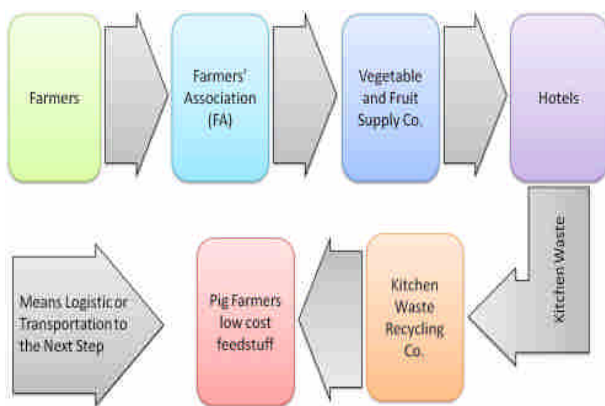 Farmers
Farmers'
Association
(FA)
Vegetable
and Fruit
Supply Co.
Hotels
Kitchen Waste
Kitchen
Waste
Recycling
Co.
Pig Farmers
low cost
feedstuff
Means Logistic or
Transportation to
the Next Step